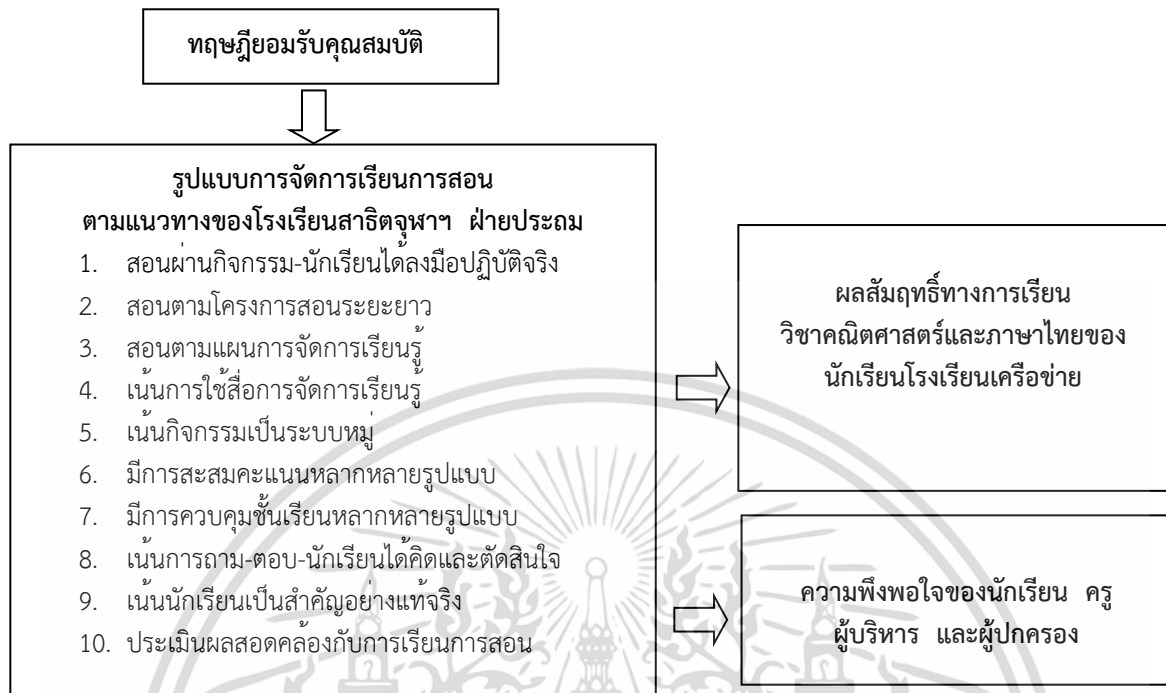 ทฤษฎียอมรับคุณสมบัติ
รูปแบบการจัดการเรียนการสอน
ตามแนวทางของโรงเรียนสาธิตจุฬาฯ ฝ่ายประถม
1. สอนผ่านกิจกรรม-นักเรียนได้ลงมือปฏิบัติจริง
2. สอนตามโครงการสอนระยะยาว
3. สอนตามแผนการจัดการเรียนรู้
4. เน้นการใช้สื่อการจัดการเรียนรู้
5. เน้นกิจกรรมเป็นระบบหมู่
6. มีการสะสมคะแนนหลากหลายรูปแบบ
7. มีการควบคุมชั้นเรียนหลากหลายรูปแบบ
8. เน้นการถาม-ตอบ-นักเรียนได้คิดและตัดสินใจ
9. เน้นนักเรียนเป็นสำคัญอย่างแท้จริง
10. ประเมินผลสอดคล้องกับการเรียนการสอน
ผลสัมฤทธิ์ทางการเรียน
วิชาคณิตศาสตร์และภาษาไทยของ
นักเรียนโรงเรียนเครือข่าย
ความพึงพอใจของนักเรียน ครู
ผู้บริหาร และผู้ปกครอง